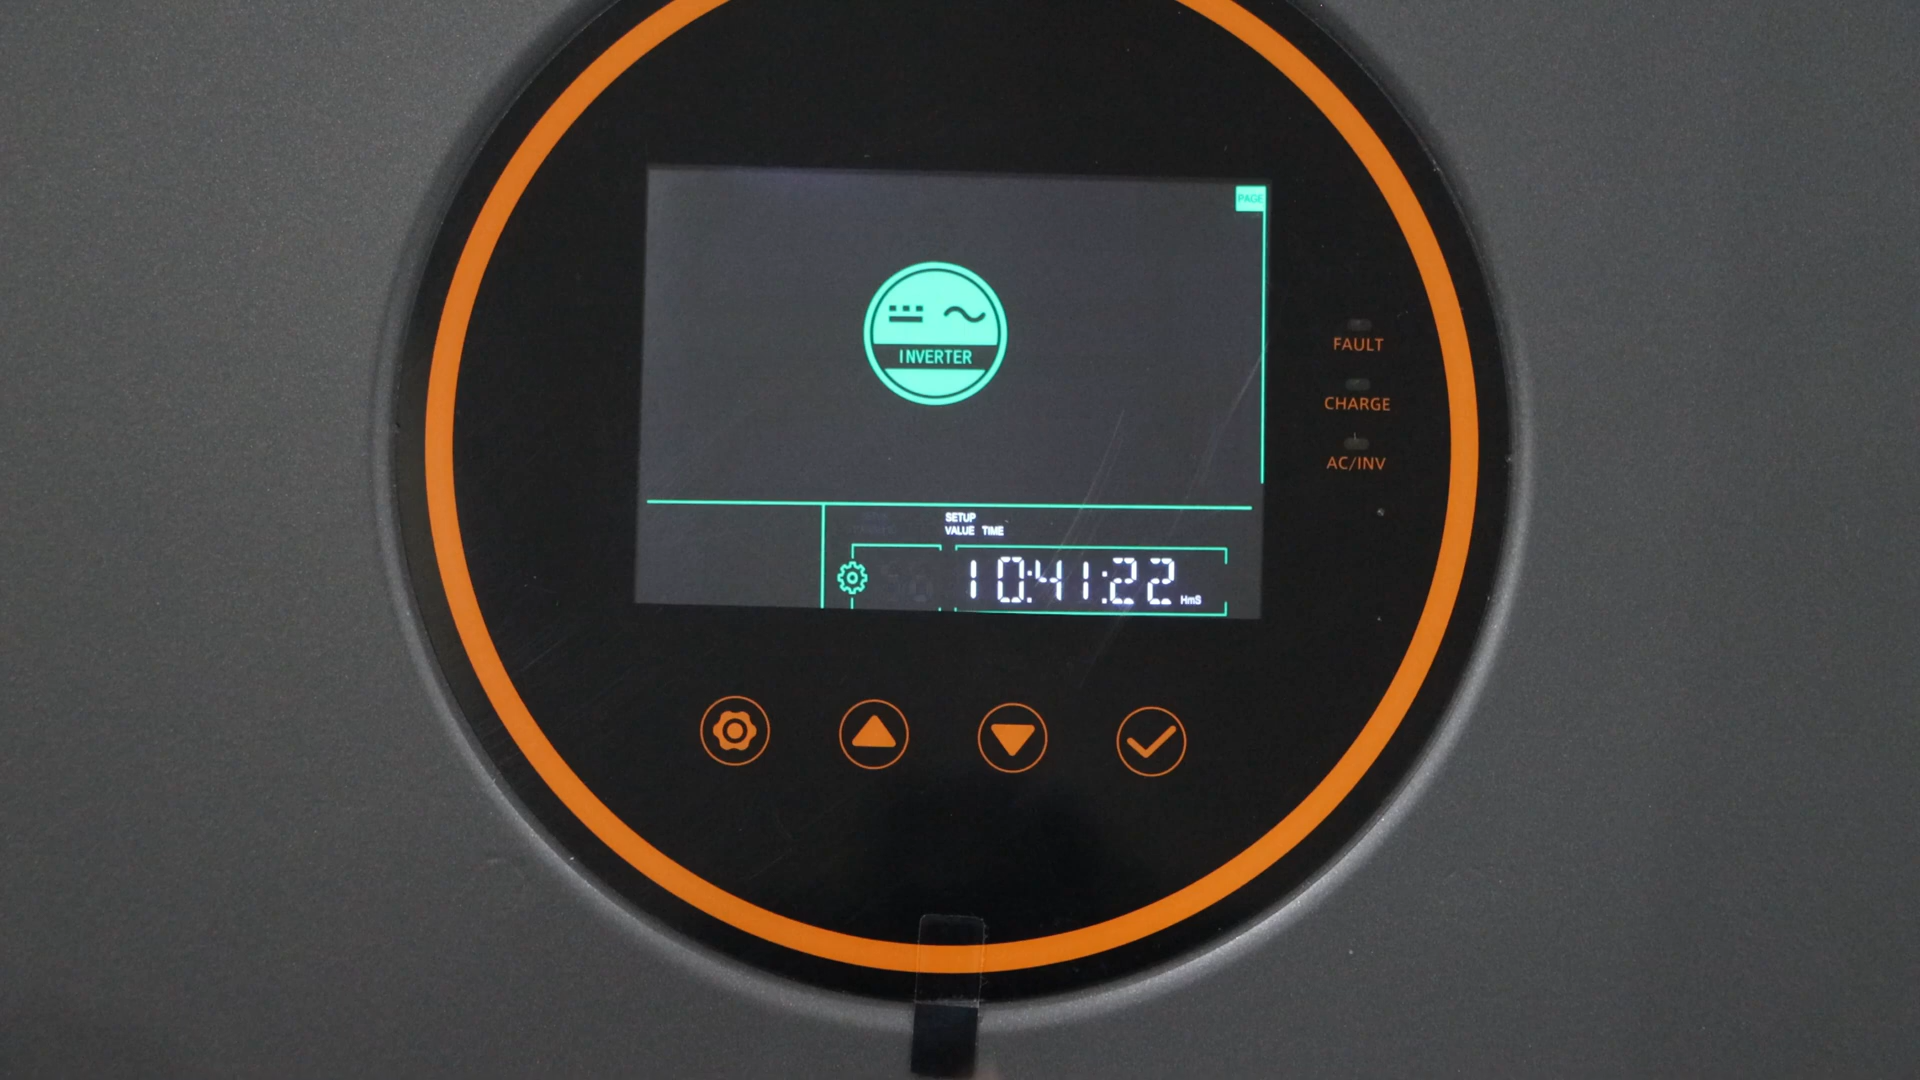 PAGE
INVERTER
FAULT
CHARGE
AC/INV
SETUP
VALUE TIME
10:41:22 HmS